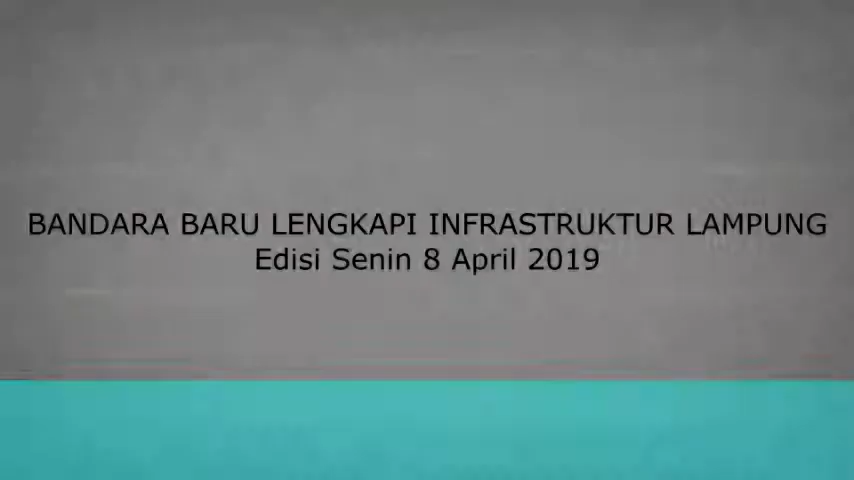 BANDARA BARU LENGKAPI INFRASTRUKTUR LAMPUNG
Edisi Senin 8 April 2019